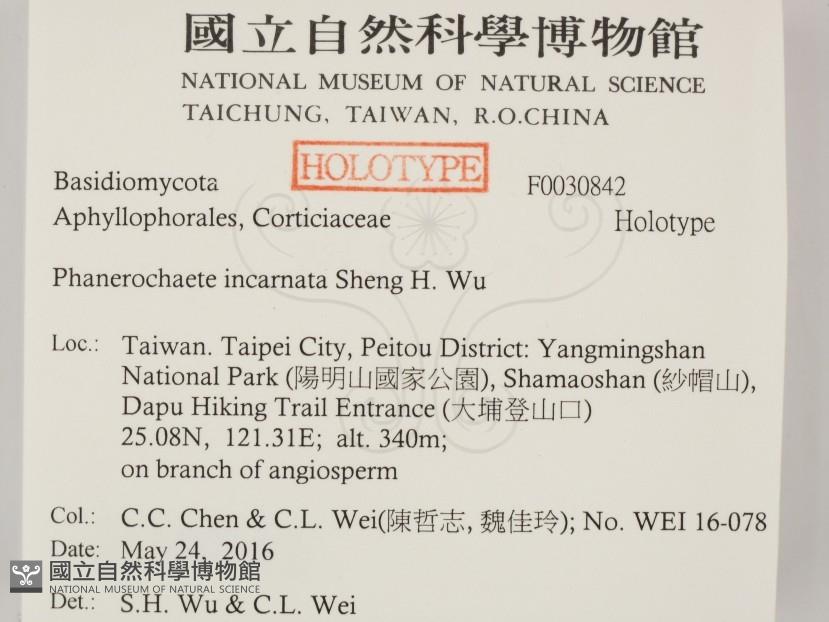 國立自然科學博物館
NATIONAL MUSEUM OF NATURAL SCIENCE
TAICHUNG, TAIWAN, R.O.CHINA
HOLOTYPE
Basidiomycota F0030842
Aphyllophorales, Corticiaceae Holotype
Phanerochaete incarnata Sheng H. Wu
Loc.: Taiwan. Taipei City, Peitou District: Yangmingshan
National Park (陽明山國家公園), Shamaoshan (紗帽山),
Dapu Hiking Trail Entrance (大埔登山口)
25.08N, 121.31E; alt. 340m;
on branch of angiosperm
Col.: C.C. Chen & C.L. Wei(陳哲志, 魏佳玲); No. WEI 16-078
Date: May 24, 2016
國立自然科學博物館
NATIONAL MUSEUM OF NATURAL SCIENCE
Det.: S.H. Wu & C.L. Wei